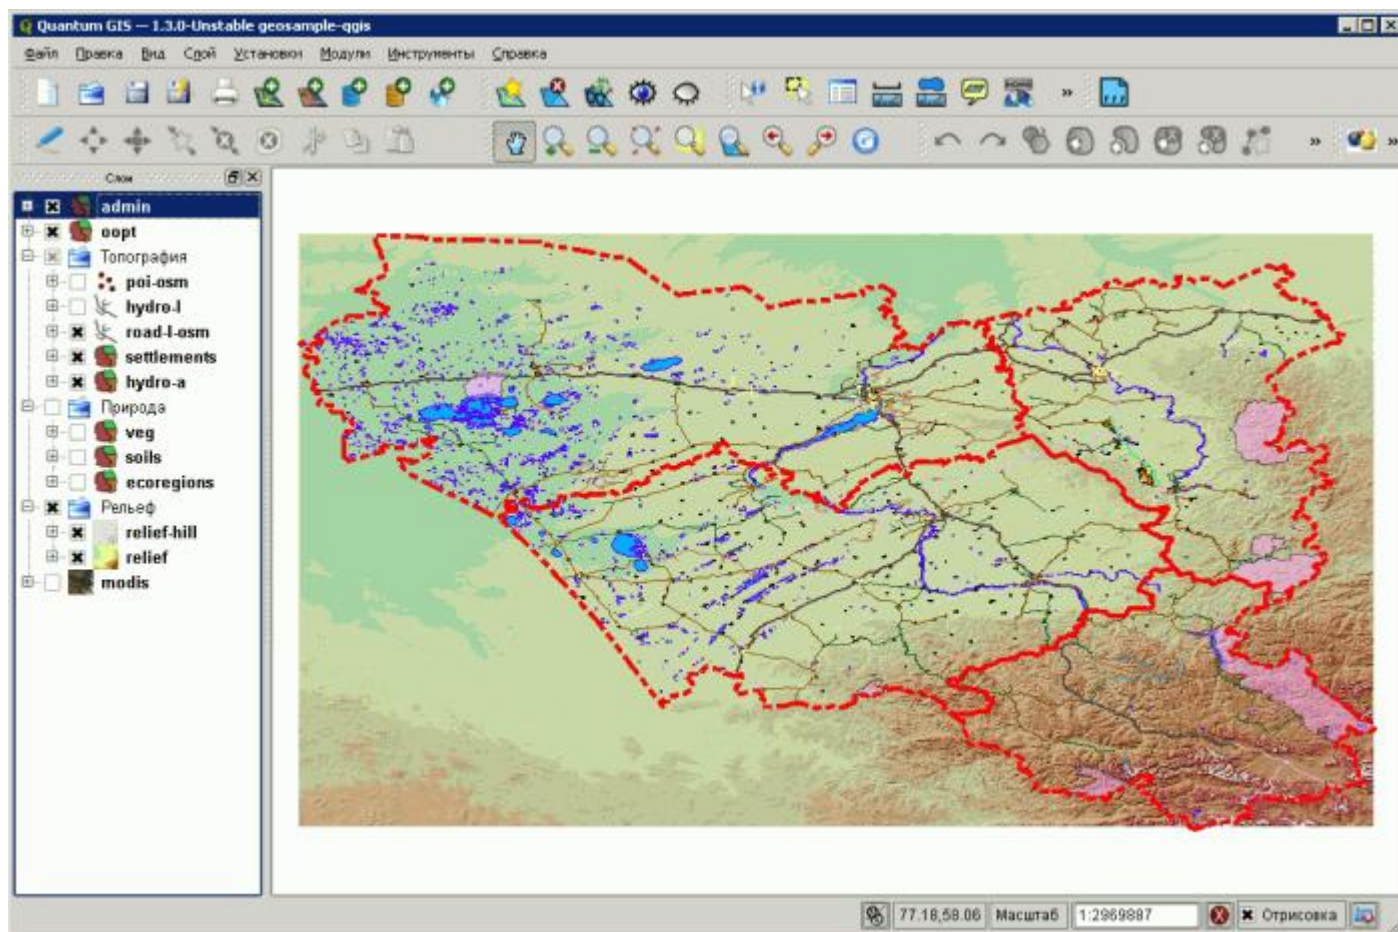 Quantum GIS — 1.3.0-Unstable geosample-qgis
Файл Правка Вид Слой Установки Модули Инструменты Справка
Слои
admin
oopt
Топография
poi-osm
hydro-l
road-l-osm
settlements
hydro-a
Природа
veg
soils
ecoregions
Рельеф
relief-hill
relief
modis
77.18,58.06 Масштаб 1:2969887 Отрисовка